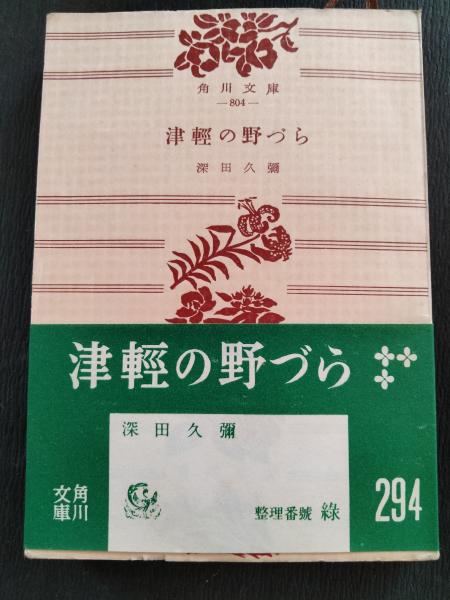 角川文庫
—804—
津輕の野づら
深田久彌
津輕の野づら
深田久彌
角川文庫
整理番號 綠
294